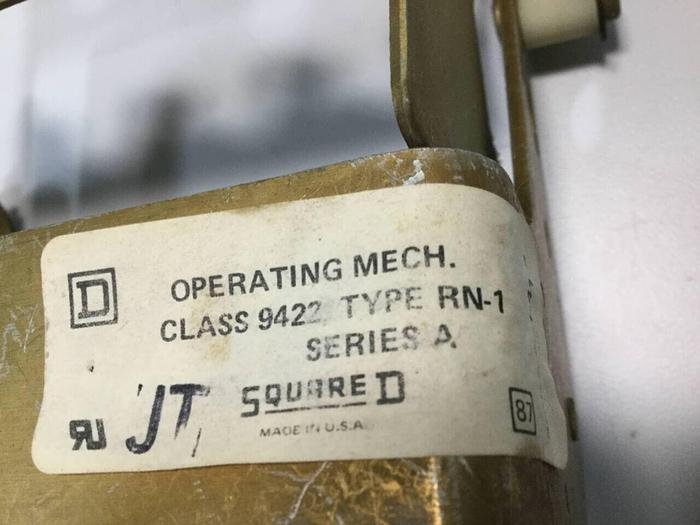 D
OPERATING MECH.
CLASS 9422 TYPE RN-1
SERIES A
JT
SQUARE D
87
MADE IN U.S.A.